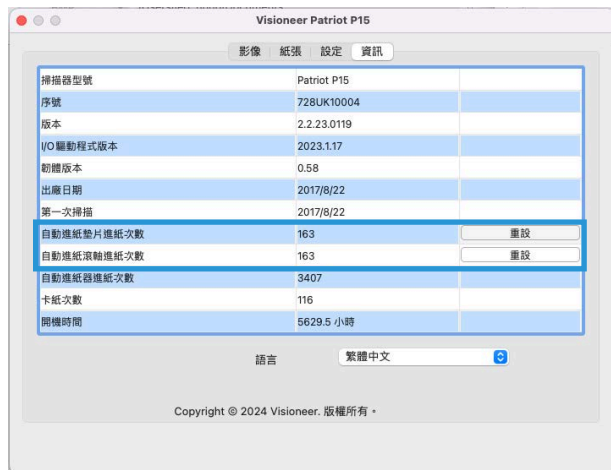 Visioneer Patriot P15
影像 紙張 設定 資訊
掃描器型號 Patriot P15
序號 728UK10004
版本 2.2.23.0119
I/O驅動程式版本 2023.1.17
韌體版本 0.58
出廠日期 2017/8/22
第一次掃描 2017/8/22
自動進紙墊片進紙次數 163 重設
自動進紙滾軸進紙次數 163 重設
自動進紙器進紙次數 3407
卡紙次數 116
開機時間 5629.5 小時
語言 繁體中文
Copyright © 2024 Visioneer. 版權所有。